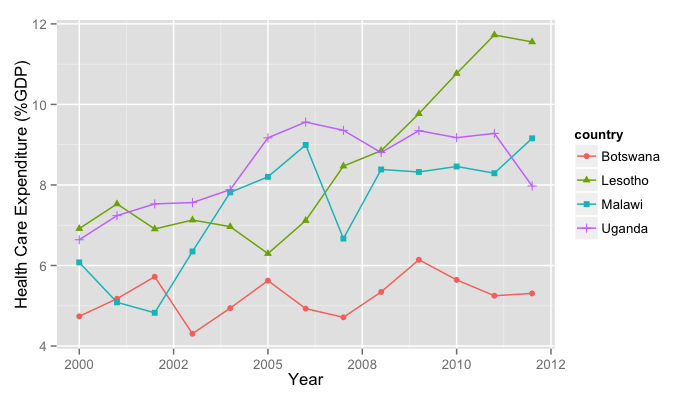 Health Care Expenditure (%GDP)
12
10
8
6
4
2000 2002 2005 2008 2010 2012
Year
country
Botswana
Lesotho
Malawi
Uganda